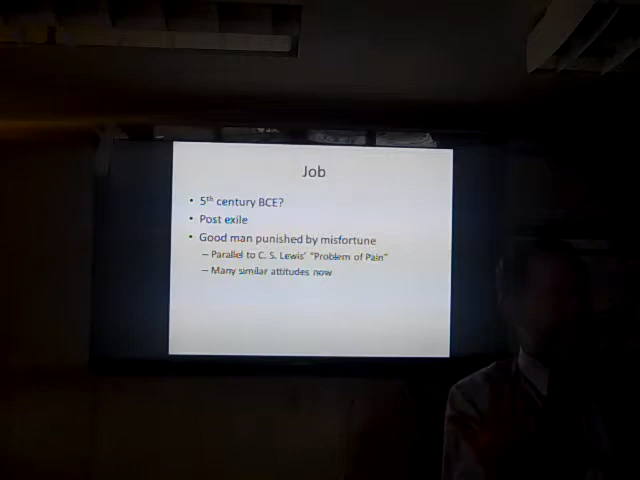 Job
• 5th century BCE?
• Post exile
• Good man punished by misfortune
– Parallel to C. S. Lewis' "Problem of Pain"
– Many similar attitudes now